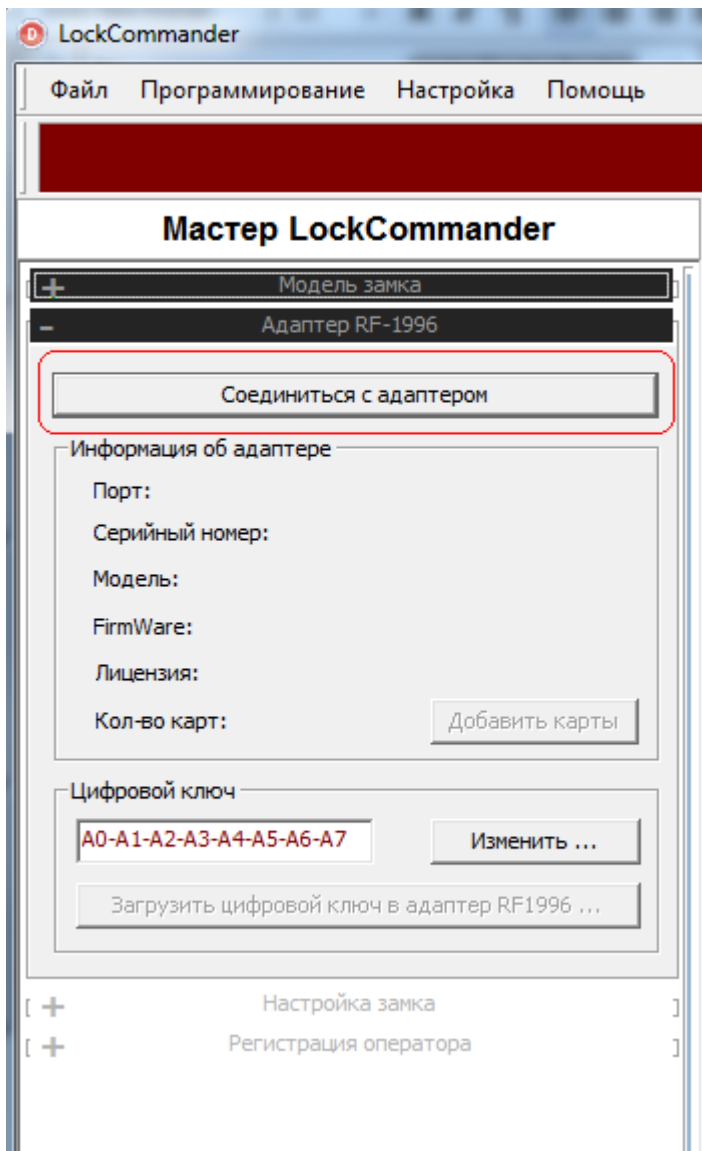 LockCommander
Файл Программирование Настройка Помощь
Мастер LockCommander
+ Модель замка
- Адаптер RF-1996
Соединиться с адаптером
Информация об адаптере
Порт:
Серийный номер:
Модель:
FirmWare:
Лицензия:
Кол-во карт: Добавить карты
Цифровой ключ
A0-A1-A2-A3-A4-A5-A6-A7 Изменить ...
Загрузить цифровой ключ в адаптер RF1996 ...
[ + Настройка замка ]
[ + Регистрация оператора ]